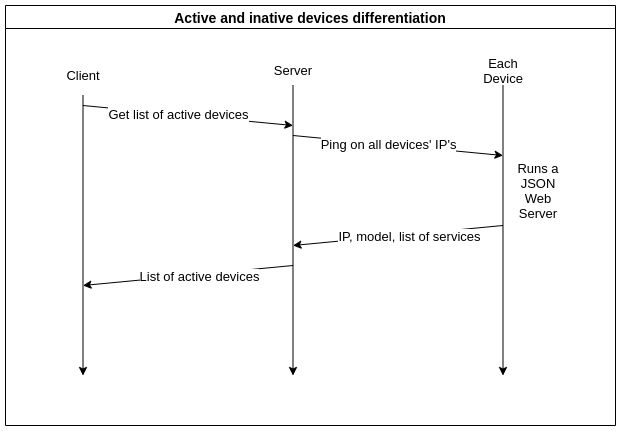 Active and inative devices differentiation
Client
Server
Each
Device
Get list of active devices
Ping on all devices' IP's
Runs a
JSON
Web
Server
IP, model, list of services
List of active devices